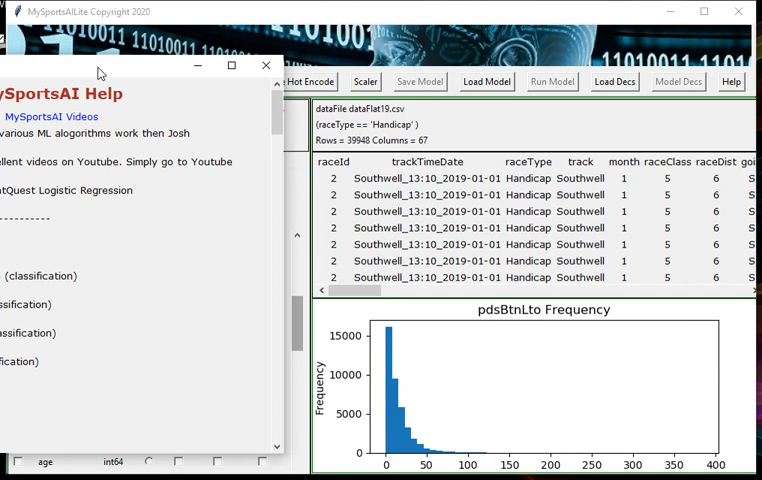 MySportsAILite Copyright 2020
11010011 1101001
11010011
e Hot Encode Scaler Save Model Load Model Run Model Load Decs Model Decs Help
ySportsAI Help
MySportsAI Videos
various ML alogorithms work then Josh
ellent videos on Youtube. Simply go to Youtube
atQuest Logistic Regression
----------
(classification)
ssification)
lassification)
fication)
dataFile dataFlat19.csv
(raceType == 'Handicap' )
Rows = 39948 Columns = 67
raceId trackTimeDate raceType track month raceClass raceDist goi
2 Southwell_13:10_2019-01-01 Handicap Southwell 1 5 6 S
2 Southwell_13:10_2019-01-01 Handicap Southwell 1 5 6 S
2 Southwell_13:10_2019-01-01 Handicap Southwell 1 5 6 S
2 Southwell_13:10_2019-01-01 Handicap Southwell 1 5 6 S
2 Southwell_13:10_2019-01-01 Handicap Southwell 1 5 6 S
2 Southwell_13:10_2019-01-01 Handicap Southwell 1 5 6 S
2 Southwell_13:10_2019-01-01 Handicap Southwell 1 5 6 S
pdsBtnLto Frequency
Frequency
15000
10000
5000
0
0 50 100 150 200 250 300 350 400
age int64